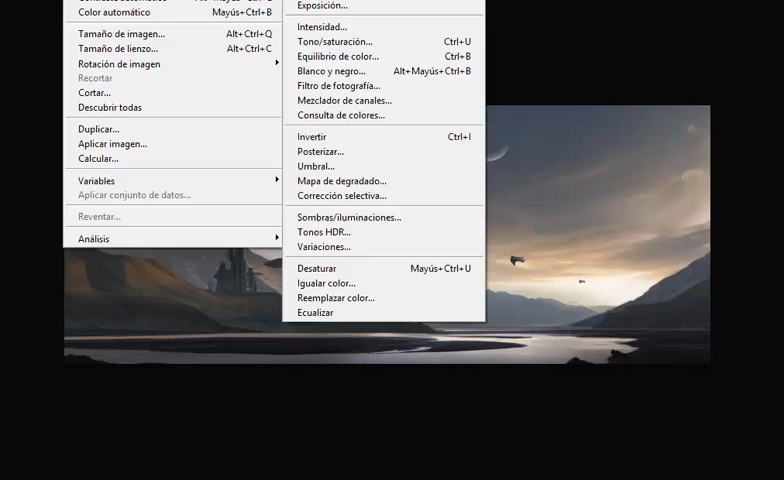 Color automático Mayús+Ctrl+B
Tamaño de imagen... Alt+Ctrl+Q
Tamaño de lienzo... Alt+Ctrl+C
Rotación de imagen
Recortar
Cortar...
Descubrir todas
Duplicar...
Aplicar imagen...
Calcular...
Variables
Aplicar conjunto de datos...
Reventar...
Análisis
Exposición...
Intensidad...
Tono/saturación... Ctrl+U
Equilibrio de color... Ctrl+B
Blanco y negro... Alt+Mayús+Ctrl+B
Filtro de fotografía...
Mezclador de canales...
Consulta de colores...
Invertir Ctrl+I
Posterizar...
Umbral...
Mapa de degradado...
Corrección selectiva...
Sombras/iluminaciones...
Tonos HDR...
Variaciones...
Desaturar Mayús+Ctrl+U
Igualar color...
Reemplazar color...
Ecualizar